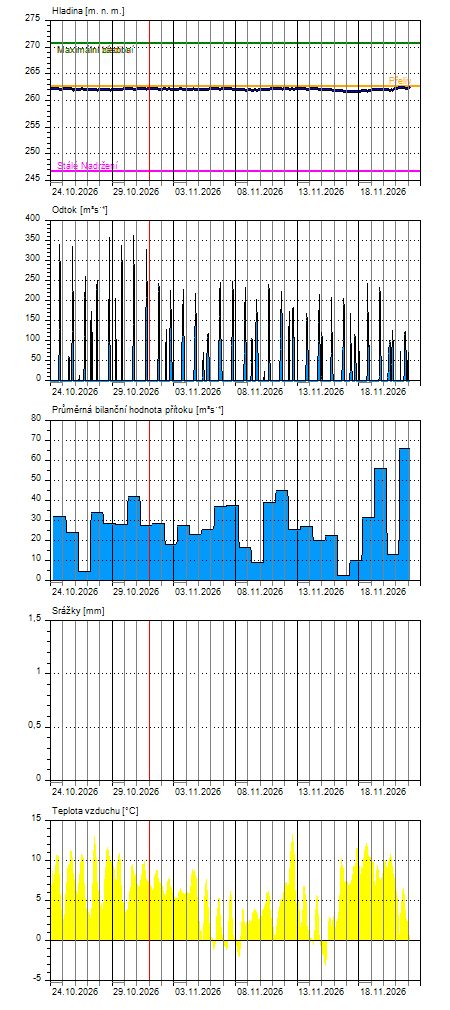 Hladina [m. n. m.]
275
270
Maximální
265
Přeliv
260
255
250
Stálé Nadržení
245
24.10.2026 29.10.2026 03.11.2026 08.11.2026 13.11.2026 18.11.2026
Odtok [m³s⁻¹]
400
350
300
250
200
150
100
50
0
24.10.2026 29.10.2026 03.11.2026 08.11.2026 13.11.2026 18.11.2026
Průměrná bilanční hodnota přítoku [m³s⁻¹]
80
70
60
50
40
30
20
10
0
24.10.2026 29.10.2026 03.11.2026 08.11.2026 13.11.2026 18.11.2026
Srážky [mm]
1,5
1
0,5
0
24.10.2026 29.10.2026 03.11.2026 08.11.2026 13.11.2026 18.11.2026
Teplota vzduchu [°C]
15
10
5
0
-5
24.10.2026 29.10.2026 03.11.2026 08.11.2026 13.11.2026 18.11.2026